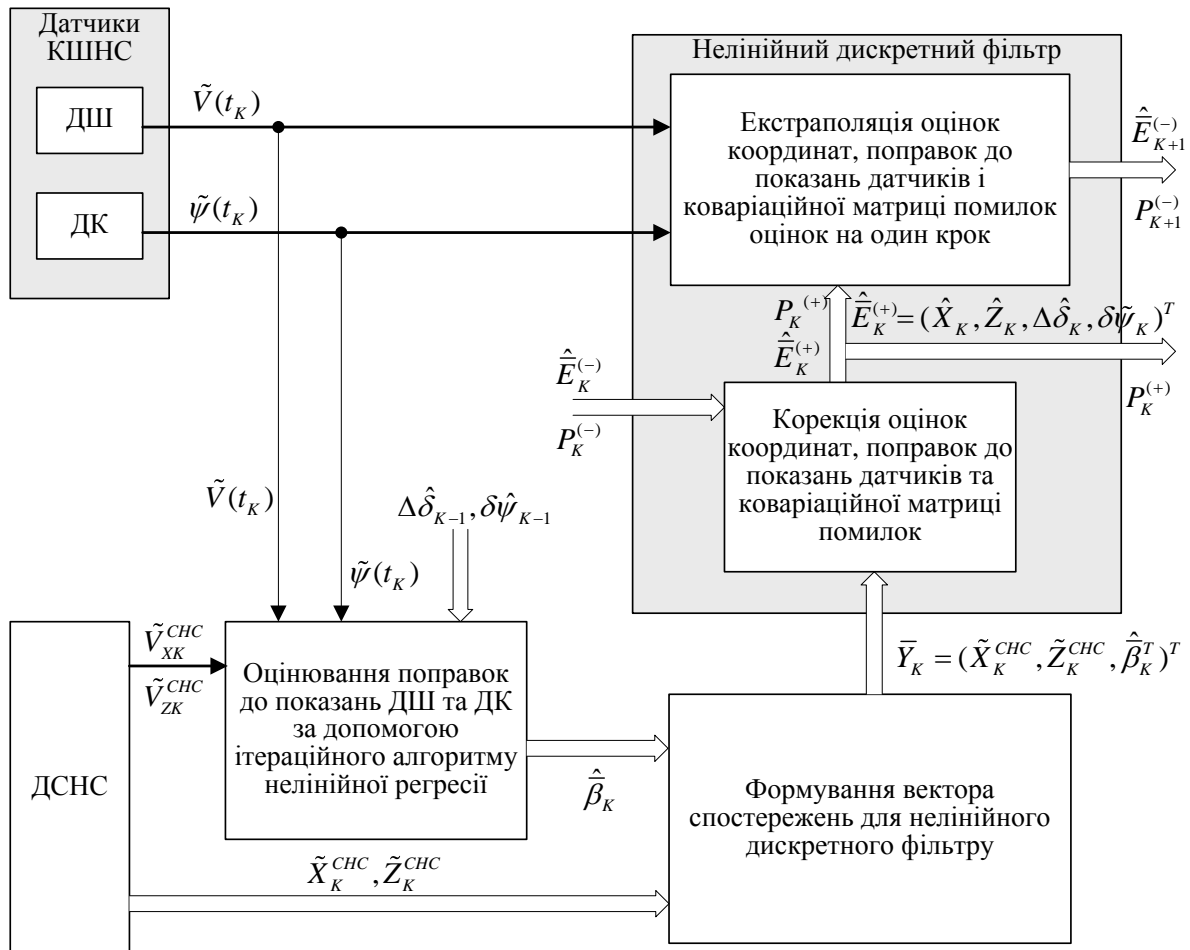 Датчики
КШНС
ДШ
ДК
Ṽ(t_K)
ψ̃(t_K)
Нелінійний дискретний фільтр
Екстраполяція оцінок
координат, поправок до
показань датчиків і
коваріаційної матриці помилок
оцінок на один крок
Ē̂_{K+1}^{(-)}
P_{K+1}^{(-)}
P_K^{(+)}
Ē̂_K^{(+)}
Ē̂_K^{(+)} = (X̂_K, Ẑ_K, Δδ̂_K, δψ̃̂_K)^T
P_K^{(+)}
Ē̂_K^{(-)}
P_K^{(-)}
Корекція оцінок
координат, поправок до
показань датчиків та
коваріаційної матриці
помилок
Ṽ(t_K)
ψ̃(t_K)
Δδ̂_{K-1}, δψ̂_{K-1}
ДСНС
Ṽ_{XK}^{CHC}
Ṽ_{ZK}^{CHC}
Оцінювання поправок
до показань ДШ та ДК
за допомогою
ітераційного алгоритму
нелінійної регресії
β̄̂_K
X̃_K^{CHC}, Z̃_K^{CHC}
Ȳ_K = (X̃_K^{CHC}, Z̃_K^{CHC}, β̄̂_K^T)^T
Формування вектора
спостережень для нелінійного
дискретного фільтру